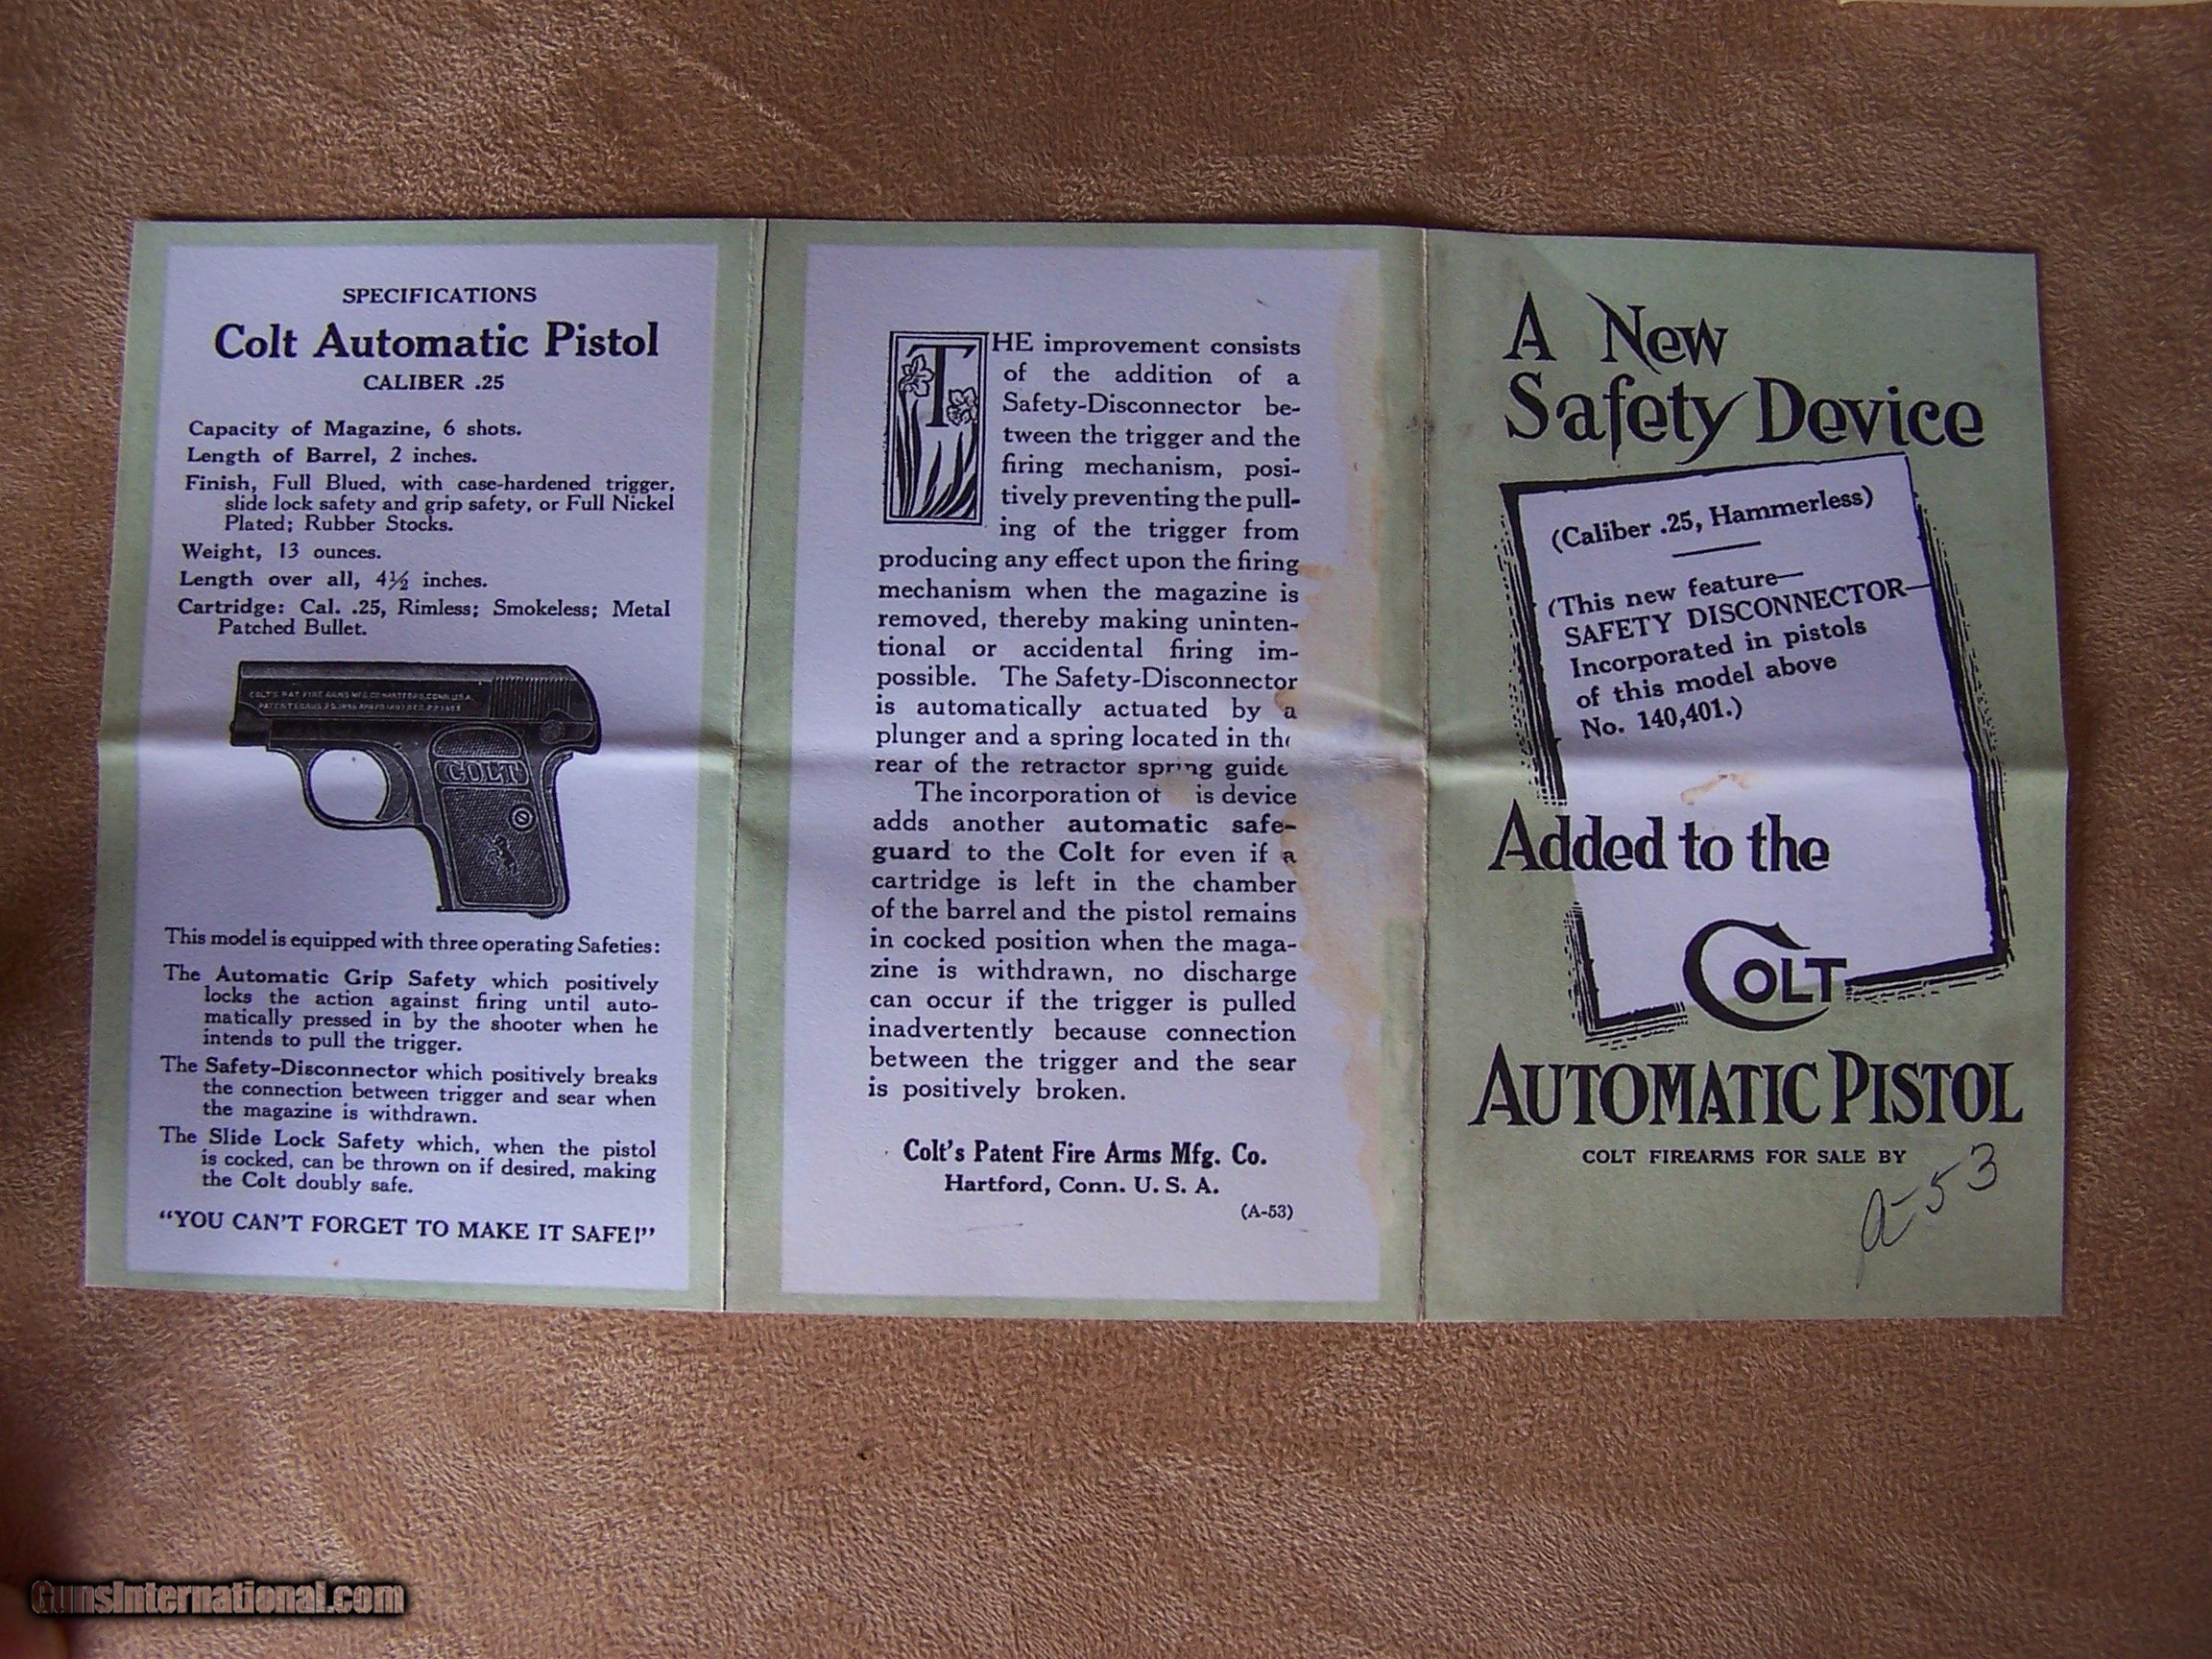 SPECIFICATIONS
Colt Automatic Pistol
CALIBER .25
Capacity of Magazine, 6 shots.
Length of Barrel, 2 inches.
Finish, Full Blued, with case-hardened trigger,
slide lock safety and grip safety, or Full Nickel
Plated; Rubber Stocks.
Weight, 13 ounces.
Length over all, 4½ inches.
Cartridge: Cal. .25, Rimless; Smokeless; Metal
Patched Bullet.
COLT'S PAT. FIRE ARMS MFG. CO. HARTFORD, CONN. U.S.A.
COLT
This model is equipped with three operating Safeties:
The Automatic Grip Safety which positively
locks the action against firing until auto-
matically pressed in by the shooter when he
intends to pull the trigger.
The Safety-Disconnector which positively breaks
the connection between trigger and sear when
the magazine is withdrawn.
The Slide Lock Safety which, when the pistol
is cocked, can be thrown on if desired, making
the Colt doubly safe.
"YOU CAN'T FORGET TO MAKE IT SAFE!"
THE improvement consists
of the addition of a
Safety-Disconnector be-
tween the trigger and the
firing mechanism, posi-
tively preventing the pull-
ing of the trigger from
producing any effect upon the firing
mechanism when the magazine is
removed, thereby making uninten-
tional or accidental firing im-
possible. The Safety-Disconnector
is automatically actuated by a
plunger and a spring located in the
rear of the retractor spring guide
The incorporation of is device
adds another automatic safe-
guard to the Colt for even if a
cartridge is left in the chamber
of the barrel and the pistol remains
in cocked position when the maga-
zine is withdrawn, no discharge
can occur if the trigger is pulled
inadvertently because connection
between the trigger and the sear
is positively broken.
Colt's Patent Fire Arms Mfg. Co.
Hartford, Conn. U. S. A.
(A-53)
A New
Safety Device
(Caliber .25, Hammerless)
(This new feature—
SAFETY DISCONNECTOR—
Incorporated in pistols
of this model above
No. 140,401.)
Added to the
COLT
AUTOMATIC PISTOL
COLT FIREARMS FOR SALE BY
A-53
GunsInternational.com